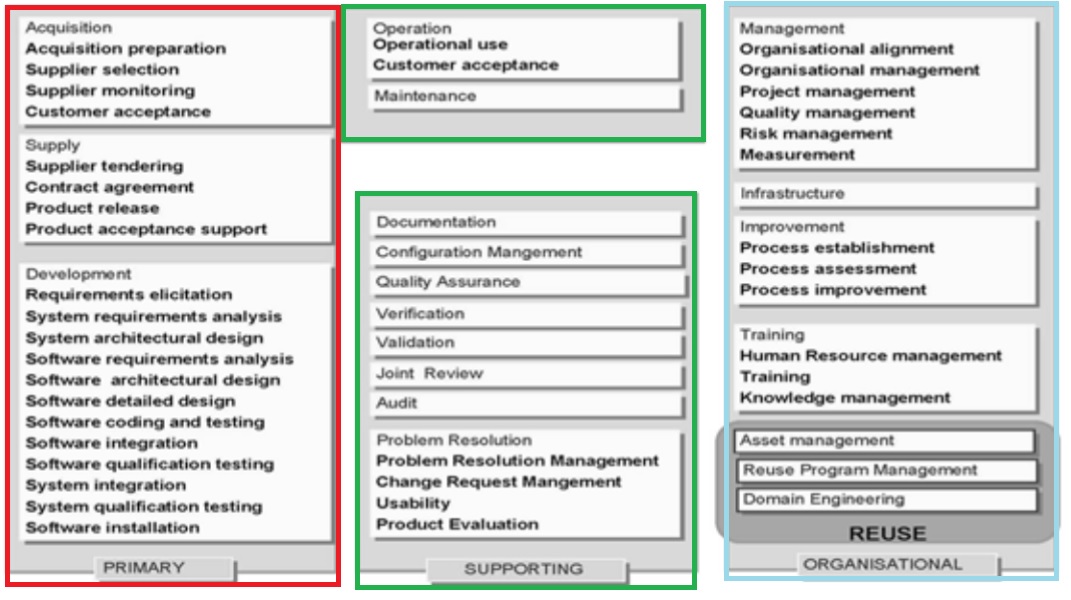 Acquisition
Acquisition preparation
Supplier selection
Supplier monitoring
Customer acceptance
Supply
Supplier tendering
Contract agreement
Product release
Product acceptance support
Development
Requirements elicitation
System requirements analysis
System architectural design
Software requirements analysis
Software architectural design
Software detailed design
Software coding and testing
Software integration
Software qualification testing
System integration
System qualification testing
Software installation
PRIMARY
Operation
Operational use
Customer acceptance
Maintenance
Documentation
Configuration Mangement
Quality Assurance
Verification
Validation
Joint Review
Audit
Problem Resolution
Problem Resolution Management
Change Request Mangement
Usability
Product Evaluation
SUPPORTING
Management
Organisational alignment
Organisational management
Project management
Quality management
Risk management
Measurement
Infrastructure
Improvement
Process establishment
Process assessment
Process improvement
Training
Human Resource management
Training
Knowledge management
Asset management
Reuse Program Management
Domain Engineering
REUSE
ORGANISATIONAL